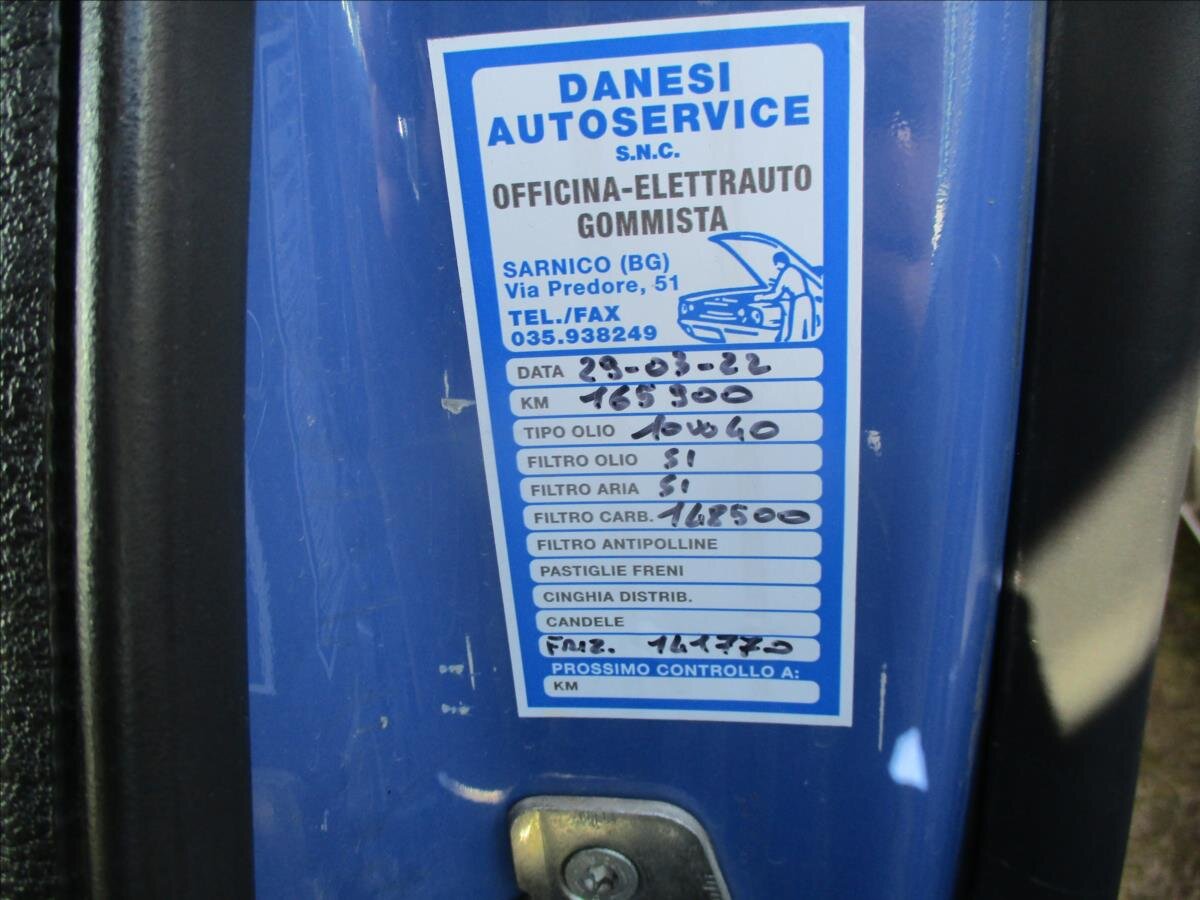 DANESI
AUTOSERVICE
S.N.C.
OFFICINA-ELETTRAUTO
GOMMISTA
SARNICO (BG)
Via Predore, 51
TEL./FAX
035.938249
DATA 29-03-22
KM 165900
TIPO OLIO 10W40
FILTRO OLIO SI
FILTRO ARIA SI
FILTRO CARB. 148500
FILTRO ANTIPOLLINE
PASTIGLIE FRENI
CINGHIA DISTRIB.
CANDELE
FRIZ. 141770
PROSSIMO CONTROLLO A:
KM